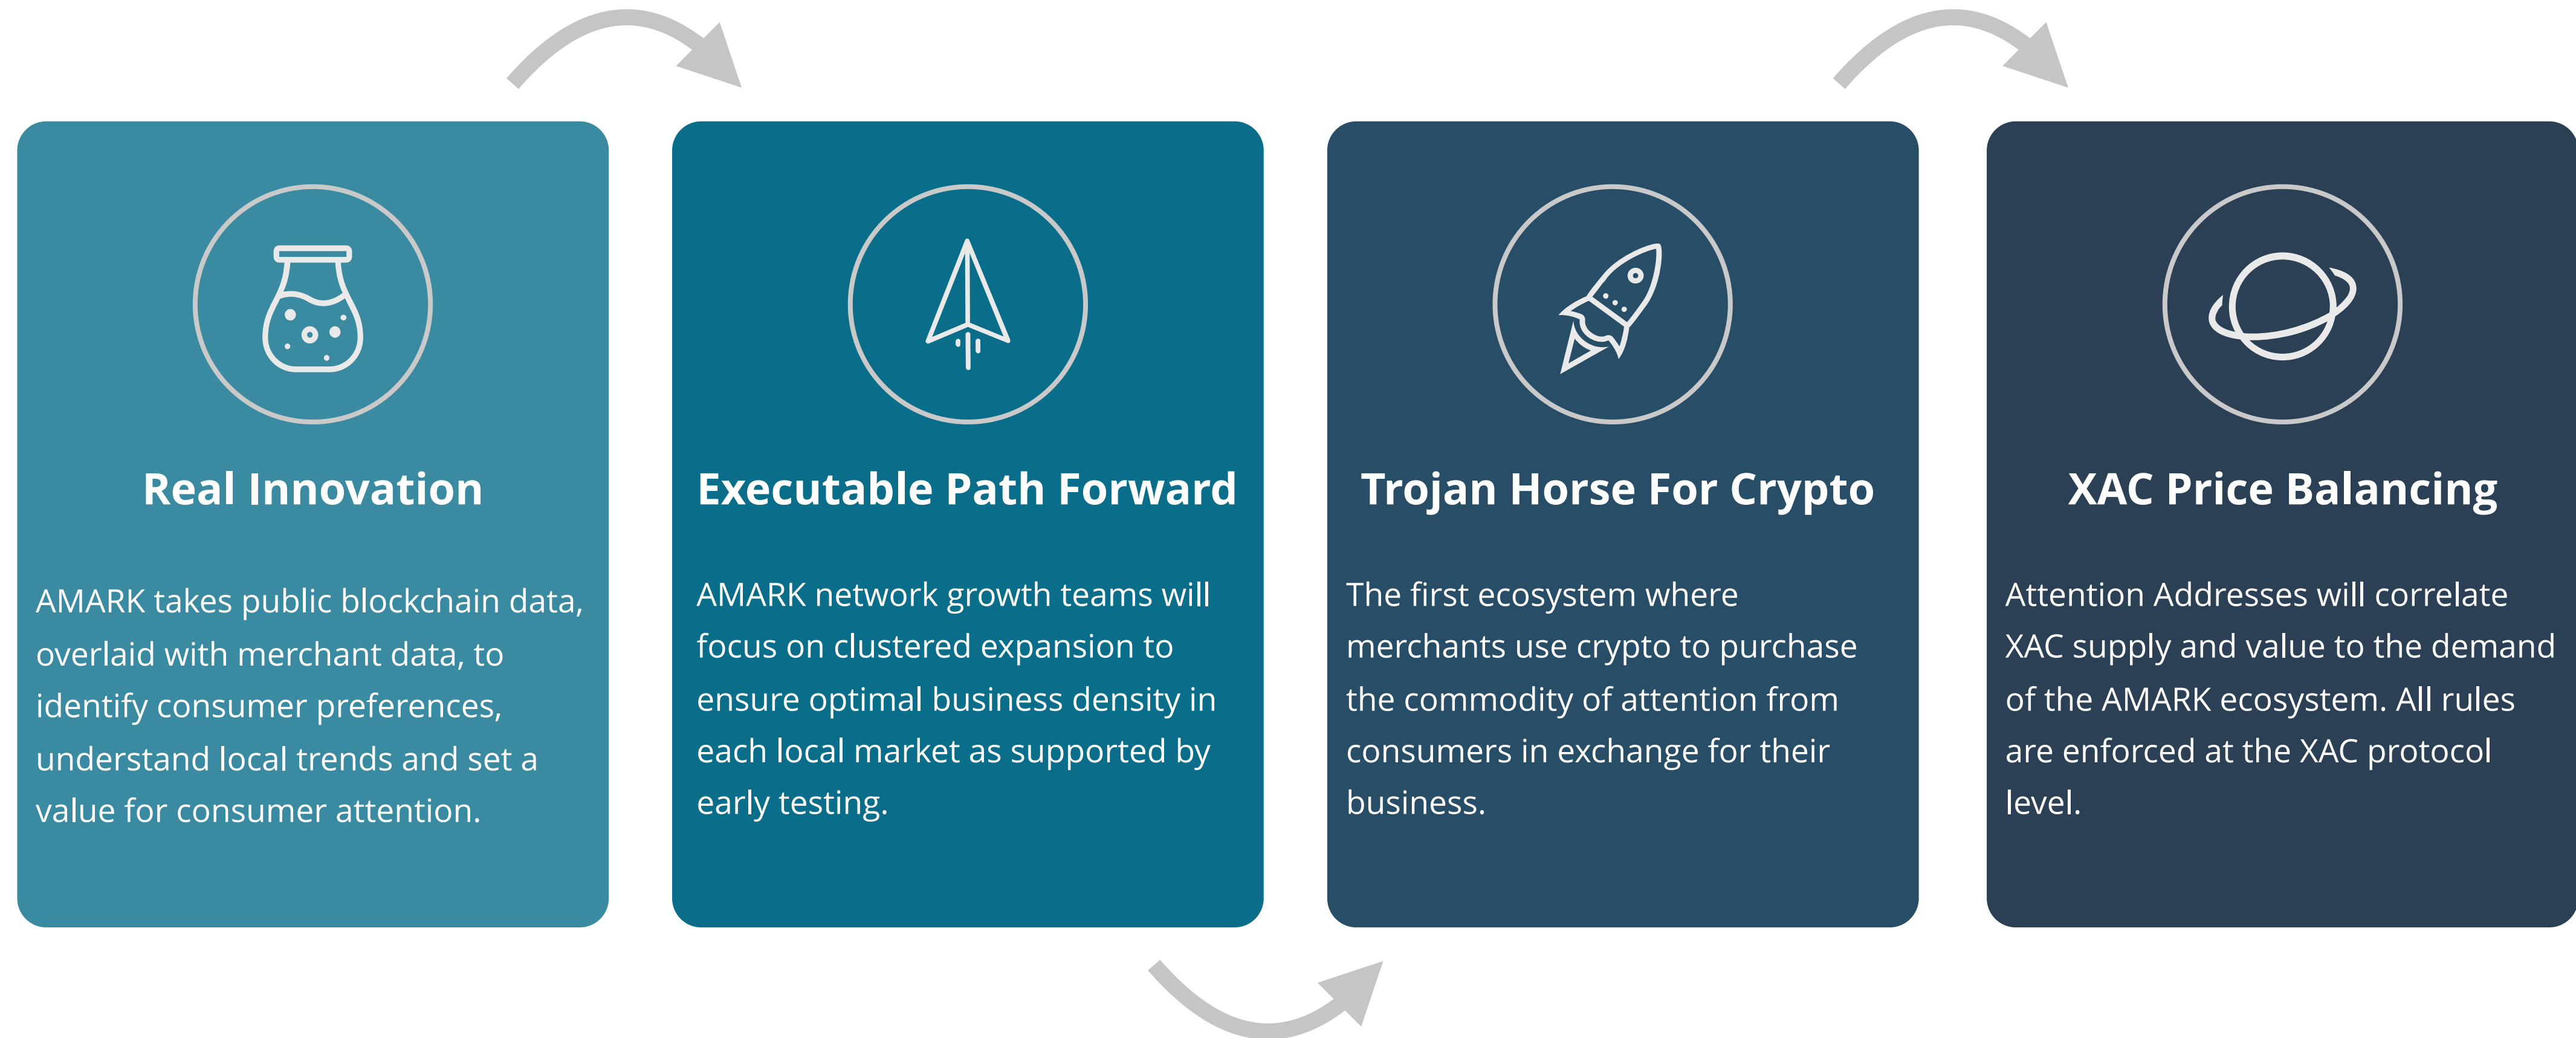 Real Innovation
AMARK takes public blockchain data,
overlaid with merchant data, to
identify consumer preferences,
understand local trends and set a
value for consumer attention.
Executable Path Forward
AMARK network growth teams will
focus on clustered expansion to
ensure optimal business density in
each local market as supported by
early testing.
Trojan Horse For Crypto
The first ecosystem where
merchants use crypto to purchase
the commodity of attention from
consumers in exchange for their
business.
XAC Price Balancing
Attention Addresses will correlate
XAC supply and value to the demand
of the AMARK ecosystem. All rules
are enforced at the XAC protocol
level.